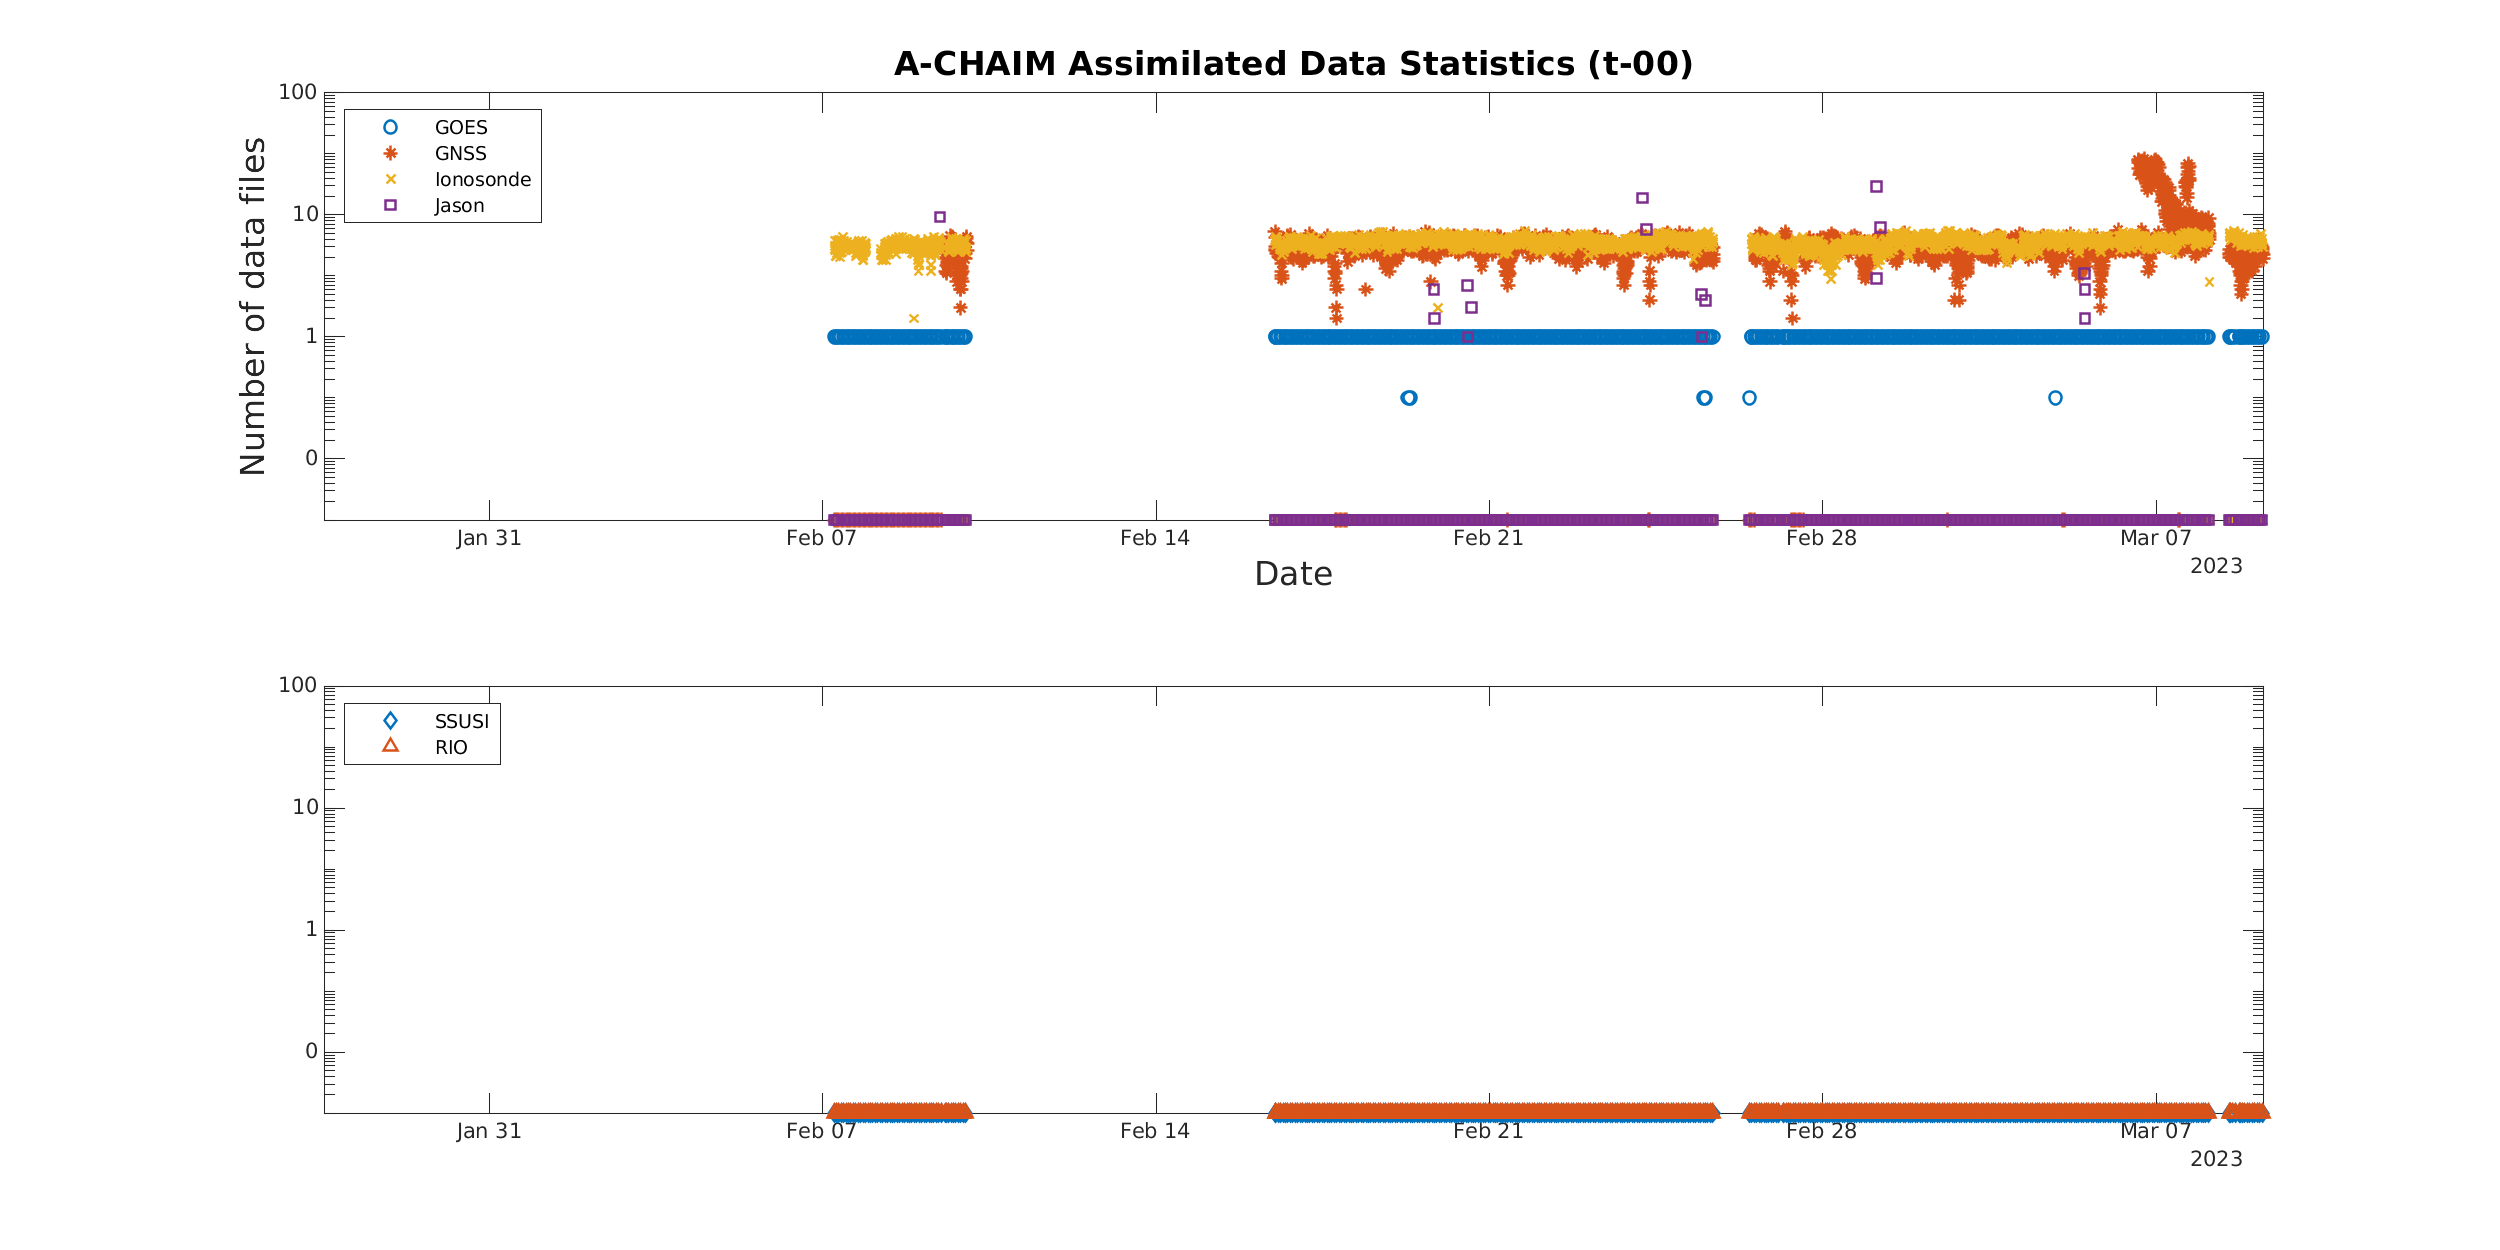 A-CHAIM Assimilated Data Statistics (t-00)
Number of data files
100
10
1
0
GOES
GNSS
Ionosonde
Jason
Jan 31 Feb 07 Feb 14 Feb 21 Feb 28 Mar 07
2023
Date
100
10
1
0
SSUSI
RIO
Jan 31 Feb 07 Feb 14 Feb 21 Feb 28 Mar 07
2023